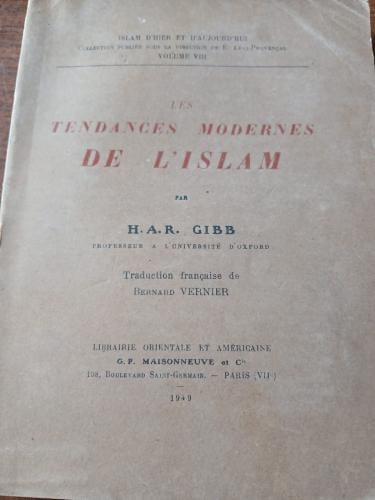 ISLAM D'HIER ET D'AUJOURD'HUI
COLLECTION PUBLIÉE SOUS LA DIRECTION DE E. LÉVI-PROVENÇAL
VOLUME VIII
LES
TENDANCES MODERNES
DE L'ISLAM
PAR
H.A.R. GIBB
PROFESSEUR A L'UNIVERSITÉ D'OXFORD
Traduction française de
BERNARD VERNIER
LIBRAIRIE ORIENTALE ET AMÉRICAINE
G. P. MAISONNEUVE et Cie
198, BOULEVARD SAINT-GERMAIN. — PARIS (VIIe)
—
1949